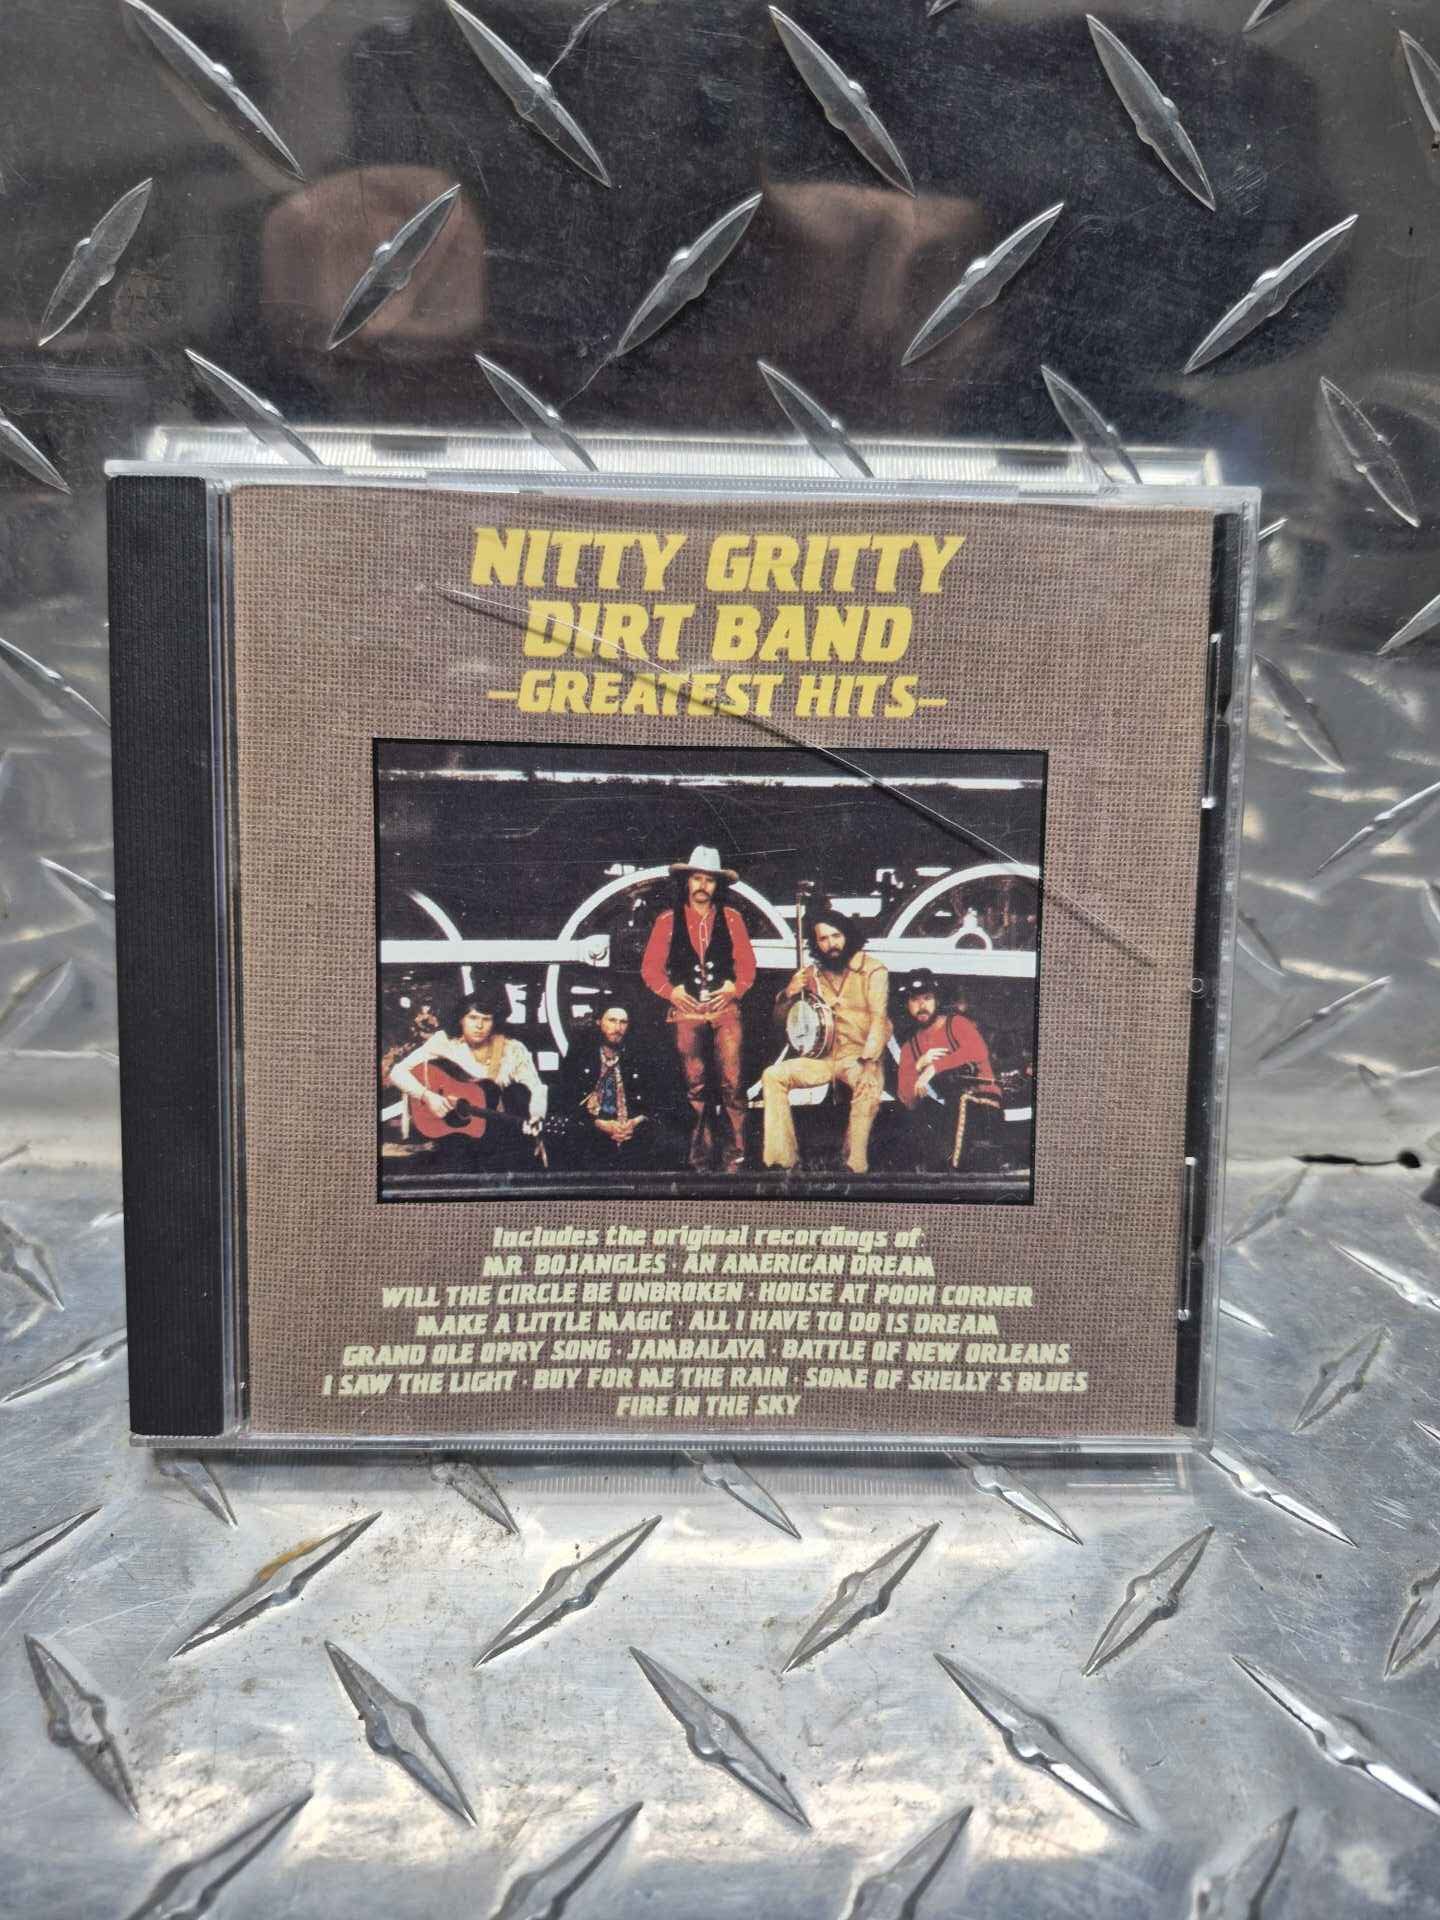 NITTY GRITTY
DIRT BAND
-GREATEST HITS-
Includes the original recordings of:
MR. BOJANGLES · AN AMERICAN DREAM
WILL THE CIRCLE BE UNBROKEN · HOUSE AT POOH CORNER
MAKE A LITTLE MAGIC · ALL I HAVE TO DO IS DREAM
GRAND OLE OPRY SONG · JAMBALAYA · BATTLE OF NEW ORLEANS
I SAW THE LIGHT · BUY FOR ME THE RAIN · SOME OF SHELLY'S BLUES
FIRE IN THE SKY